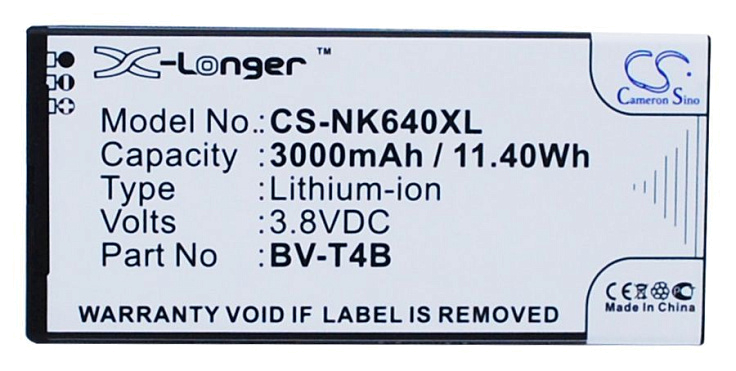 X-Longer™
CS
Cameron Sino
Model No.: CS-NK640XL
Capacity : 3000mAh / 11.40Wh
Type : Lithium-ion
Volts : 3.8VDC
Part No : BV-T4B
CE
Made In China
WARRANTY VOID IF LABEL IS REMOVED